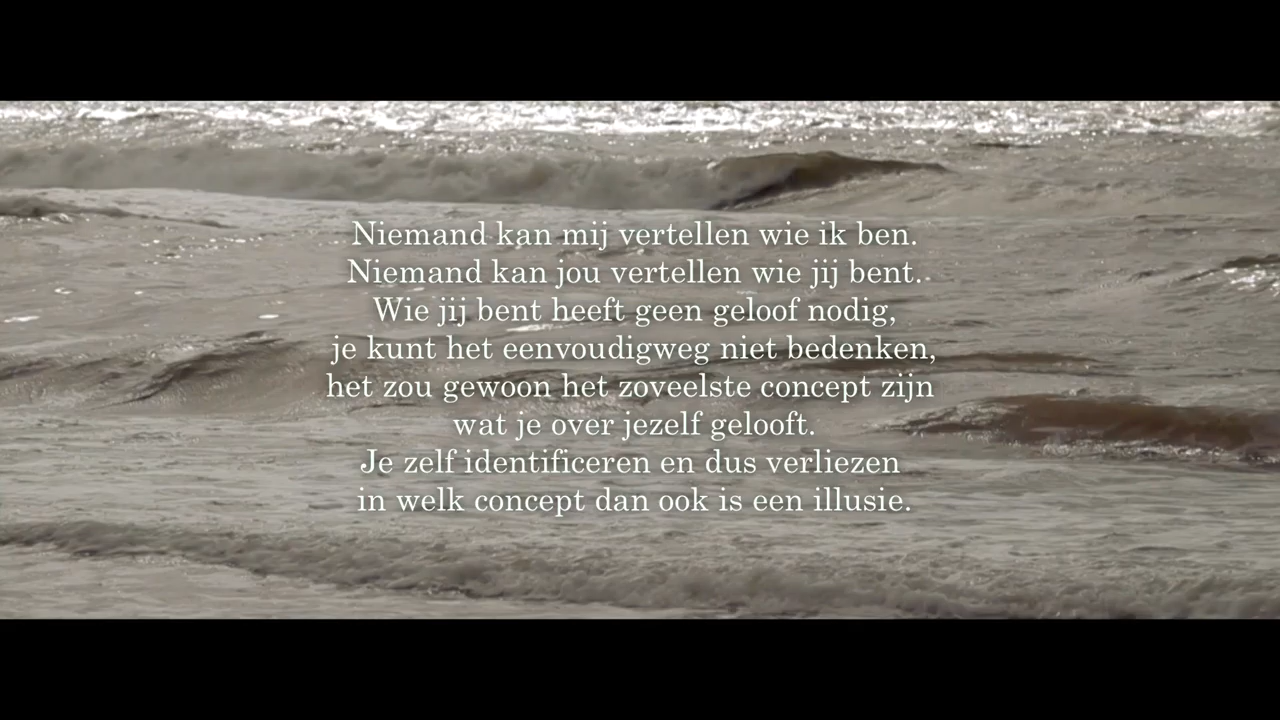 Niemand kan mij vertellen wie ik ben.
Niemand kan jou vertellen wie jij bent.
Wie jij bent heeft geen geloof nodig,
je kunt het eenvoudigweg niet bedenken,
het zou gewoon het zoveelste concept zijn
wat je over jezelf gelooft.
Je zelf identificeren en dus verliezen
in welk concept dan ook is een illusie.